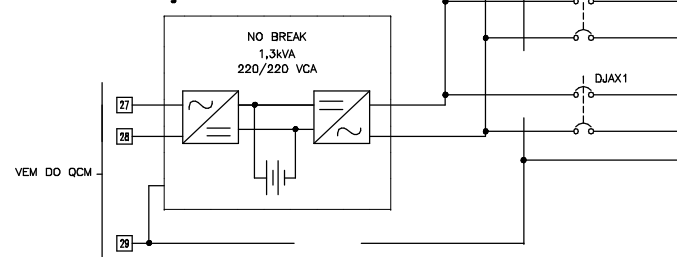 NO BREAK
1,3kVA
220/220 VCA
DJAX1
27
28
VEM DO QCM
29